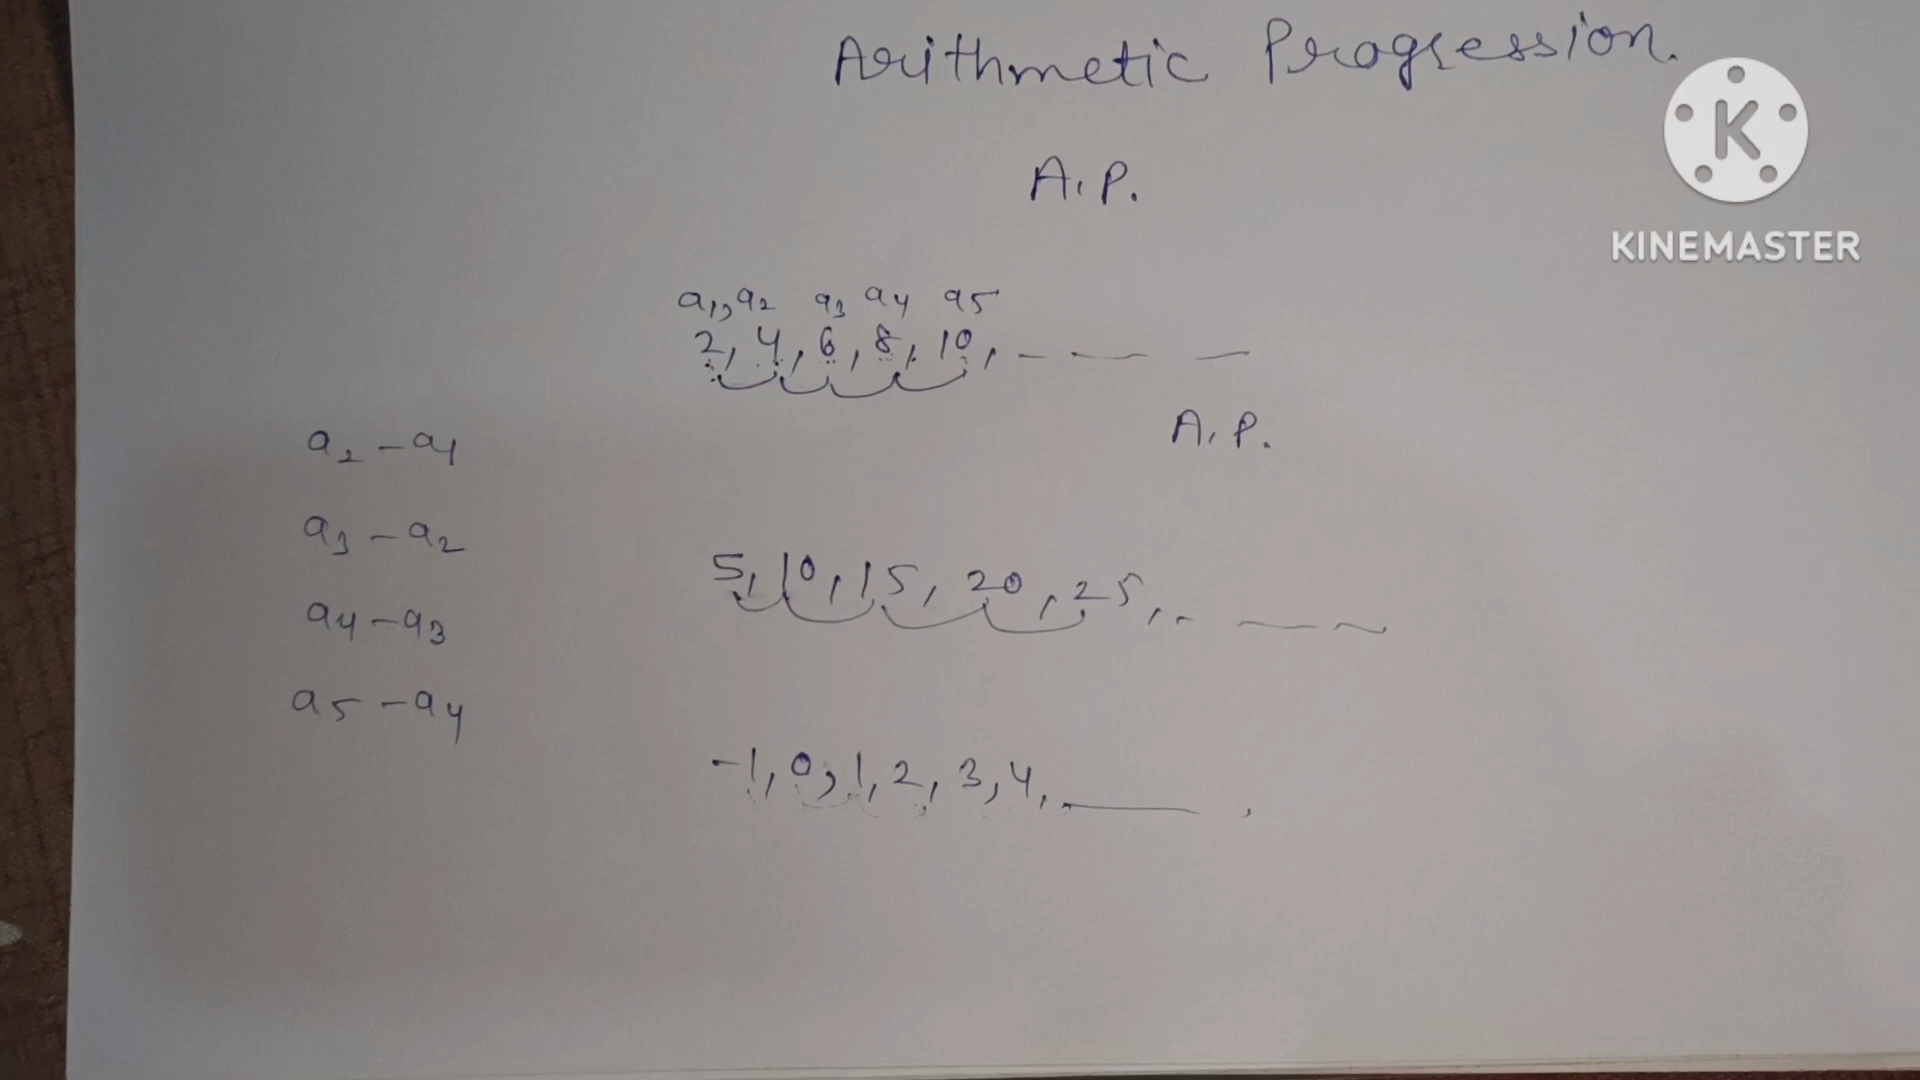 Arithmetic Progression.
A.P.
a1, a2 a3 a4 a5
2, 4, 6, 8, 10, - — —
A.P.
a2 - a1
a3 - a2
a4 - a3
a5 - a4
5, 10, 15, 20, 25, - — ~
-1, 0, 1, 2, 3, 4, —— ,
K
KINEMASTER